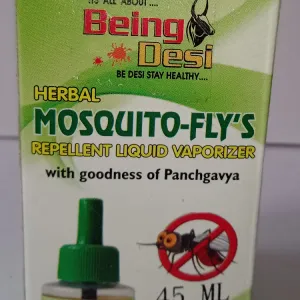 IT'S ALL ABOUT ....
Being
Desi
BE DESI STAY HEALTHY....
HERBAL
MOSQUITO-FLY'S
REPELLENT LIQUID VAPORIZER
with goodness of Panchgavya
45 ML